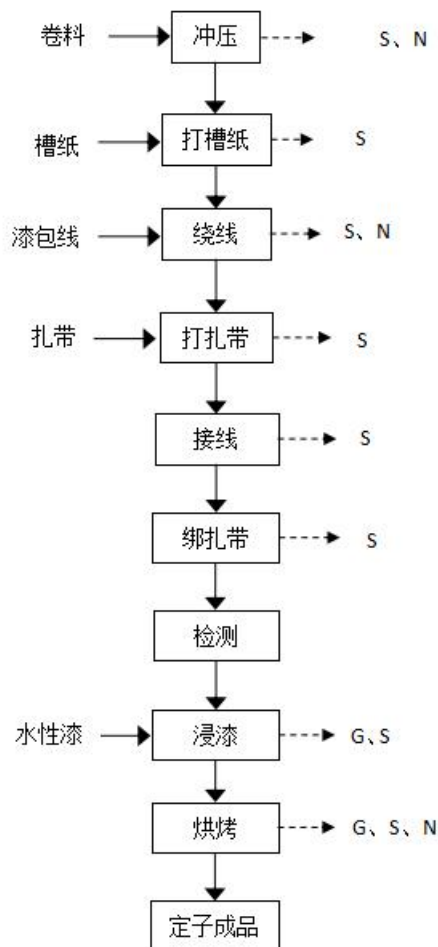 卷料 冲压 S、N
槽纸 打槽纸 S
漆包线 绕线 S、N
扎带 打扎带 S
接线 S
绑扎带 S
检测
水性漆 浸漆 G、S
烘烤 G、S、N
定子成品